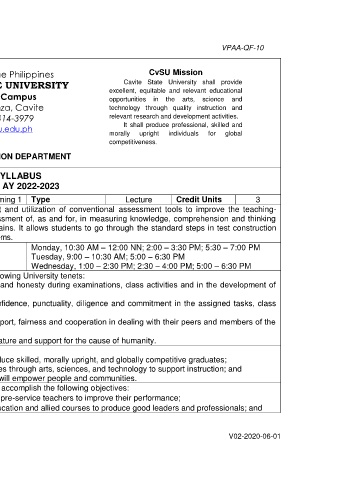 VPAA-QF-10
e Philippines
C UNIVERSITY
Campus
nza, Cavite
414-3979
u.edu.ph
CvSU Mission
Cavite State University shall provide
excellent, equitable and relevant educational
opportunities in the arts, science and
technology through quality instruction and
relevant research and development activities.
It shall produce professional, skilled and
morally upright individuals for global
competitiveness.
ION DEPARTMENT
YLLABUS
AY 2022-2023
ning 1 Type Lecture Credit Units 3
t and utilization of conventional assessment tools to improve the teaching-
ssment of, as and for, in measuring knowledge, comprehension and thinking
ains. It allows students to go through the standard steps in test construction
ems.
Monday, 10:30 AM – 12:00 NN; 2:00 – 3:30 PM; 5:30 – 7:00 PM
Tuesday, 9:00 – 10:30 AM; 5:00 – 6:30 PM
Wednesday, 1:00 – 2:30 PM; 2:30 – 4:00 PM; 5:00 – 6:30 PM
owing University tenets:
and honesty during examinations, class activities and in the development of
nfidence, punctuality, diligence and commitment in the assigned tasks, class
port, fairness and cooperation in dealing with their peers and members of the
ature and support for the cause of humanity.
duce skilled, morally upright, and globally competitive graduates;
es through arts, sciences, and technology to support instruction; and
will empower people and communities.
accomplish the following objectives:
pre-service teachers to improve their performance;
ucation and allied courses to produce good leaders and professionals; and
V02-2020-06-01